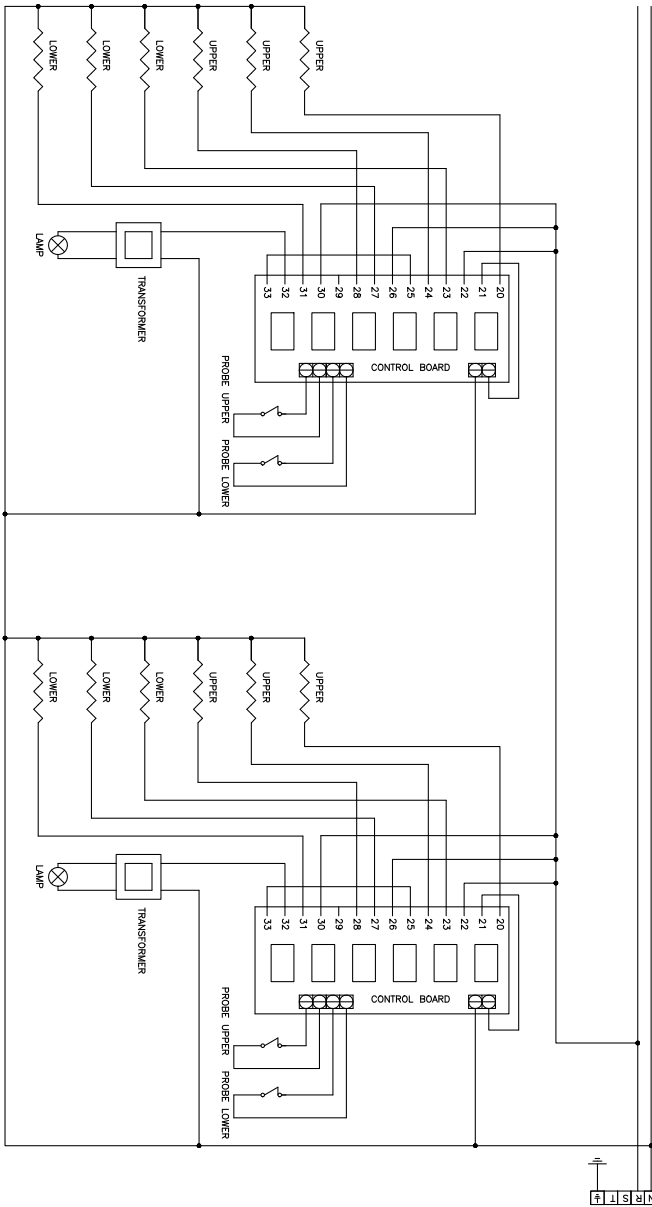 LOWER
LOWER
LOWER
UPPER
UPPER
UPPER
LAMP
TRANSFORMER
33 32 31 30 29 28 27 26 25 24 23 22 21 20
CONTROL BOARD
PROBE UPPER
PROBE LOWER
LOWER
LOWER
LOWER
UPPER
UPPER
UPPER
LAMP
TRANSFORMER
33 32 31 30 29 28 27 26 25 24 23 22 21 20
CONTROL BOARD
PROBE UPPER
PROBE LOWER
T S R N